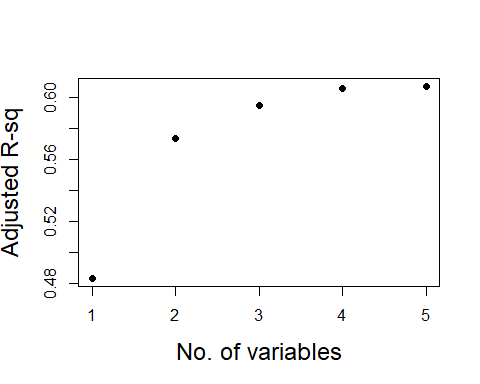 Adjusted R-sq
0.60
0.56
0.52
0.48
1 2 3 4 5
No. of variables